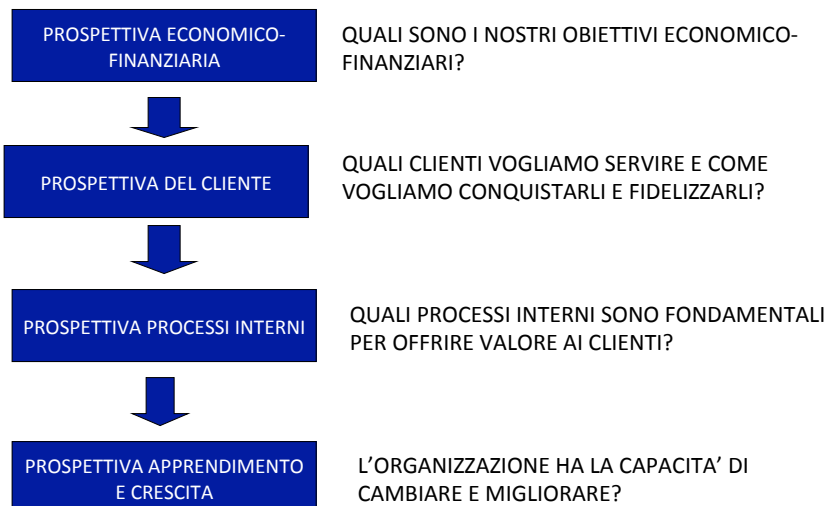 PROSPETTIVA ECONOMICO-
FINANZIARIA
QUALI SONO I NOSTRI OBIETTIVI ECONOMICO-
FINANZIARI?
PROSPETTIVA DEL CLIENTE
QUALI CLIENTI VOGLIAMO SERVIRE E COME
VOGLIAMO CONQUISTARLI E FIDELIZZARLI?
PROSPETTIVA PROCESSI INTERNI
QUALI PROCESSI INTERNI SONO FONDAMENTALI
PER OFFRIRE VALORE AI CLIENTI?
PROSPETTIVA APPRENDIMENTO
E CRESCITA
L’ORGANIZZAZIONE HA LA CAPACITA’ DI
CAMBIARE E MIGLIORARE?